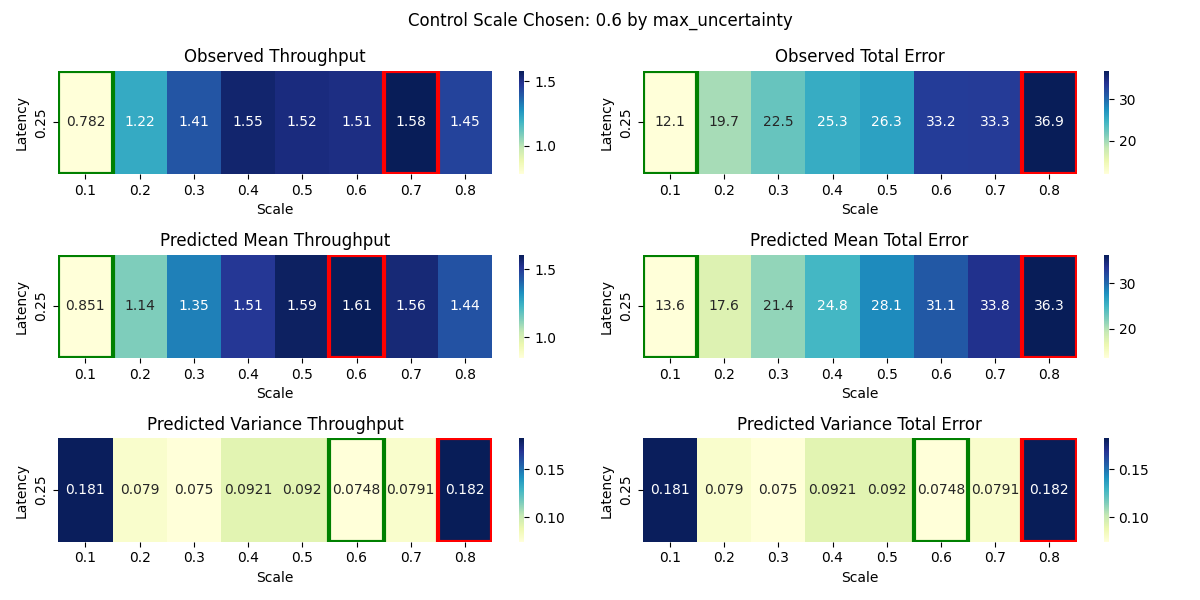 Control Scale Chosen: 0.6 by max_uncertainty
Observed Throughput
Latency
0.25
0.782 1.22 1.41 1.55 1.52 1.51 1.58 1.45
0.1 0.2 0.3 0.4 0.5 0.6 0.7 0.8
Scale
1.5
1.0
Observed Total Error
Latency
0.25
12.1 19.7 22.5 25.3 26.3 33.2 33.3 36.9
0.1 0.2 0.3 0.4 0.5 0.6 0.7 0.8
Scale
30
20
Predicted Mean Throughput
Latency
0.25
0.851 1.14 1.35 1.51 1.59 1.61 1.56 1.44
0.1 0.2 0.3 0.4 0.5 0.6 0.7 0.8
Scale
1.5
1.0
Predicted Mean Total Error
Latency
0.25
13.6 17.6 21.4 24.8 28.1 31.1 33.8 36.3
0.1 0.2 0.3 0.4 0.5 0.6 0.7 0.8
Scale
30
20
Predicted Variance Throughput
Latency
0.25
0.181 0.079 0.075 0.0921 0.092 0.0748 0.0791 0.182
0.1 0.2 0.3 0.4 0.5 0.6 0.7 0.8
Scale
0.15
0.10
Predicted Variance Total Error
Latency
0.25
0.181 0.079 0.075 0.0921 0.092 0.0748 0.0791 0.182
0.1 0.2 0.3 0.4 0.5 0.6 0.7 0.8
Scale
0.15
0.10